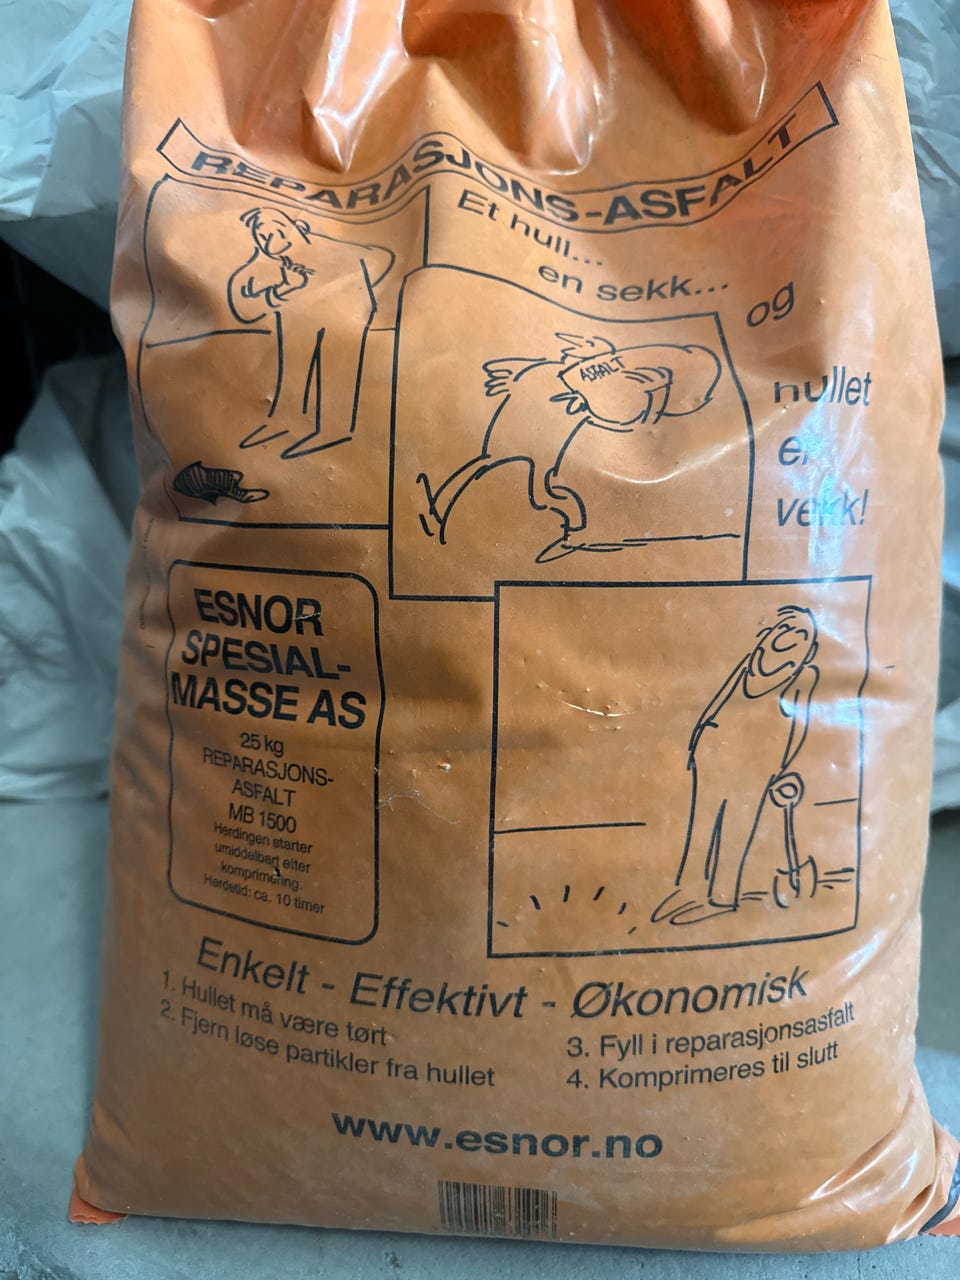 REPARASJONS-ASFALT
Et hull...
en sekk...
og
hullet
er
vekk!
ASFALT
ESNOR
SPESIAL-
MASSE AS
25 kg
REPARASJONS-
ASFALT
MB 1500
Herdingen starter
umiddelbart etter
komprimering.
Herdetid: ca. 10 timer
Enkelt - Effektivt - Økonomisk
1. Hullet må være tørt
2. Fjern løse partikler fra hullet
3. Fyll i reparasjonsasfalt
4. Komprimeres til slutt
www.esnor.no